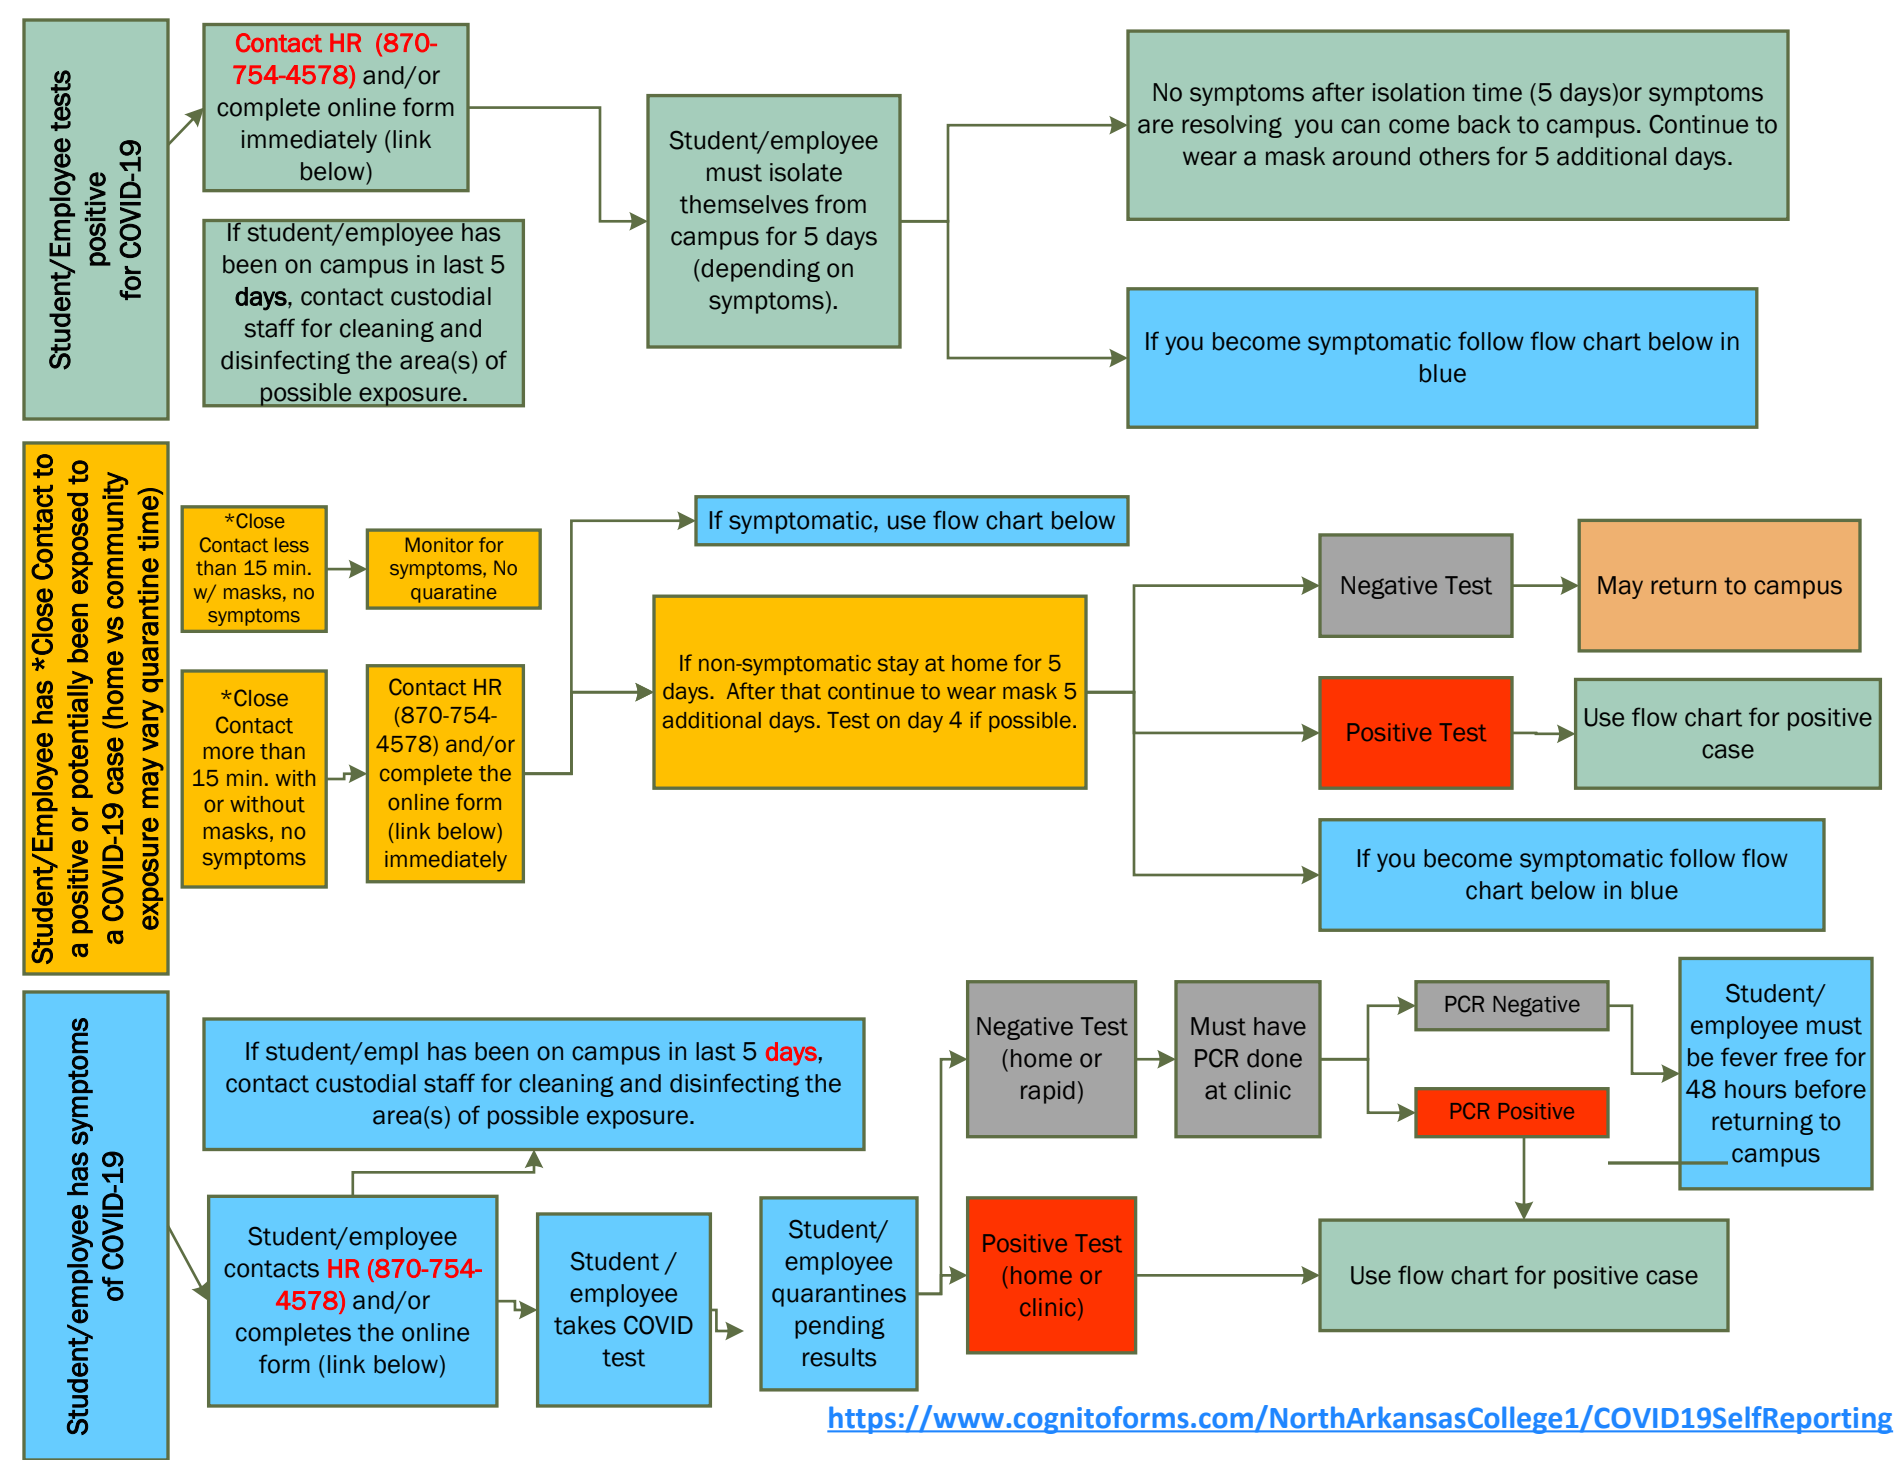 Student/Employee tests
positive
for COVID-19
Contact HR (870-
754-4578) and/or
complete online form
immediately (link
below)
If student/employee has
been on campus in last 5
days, contact custodial
staff for cleaning and
disinfecting the area(s) of
possible exposure.
Student/employee
must isolate
themselves from
campus for 5 days
(depending on
symptoms).
No symptoms after isolation time (5 days)or symptoms
are resolving you can come back to campus. Continue to
wear a mask around others for 5 additional days.
If you become symptomatic follow flow chart below in
blue
Student/Employee has *Close Contact to
a positive or potentially been exposed to
a COVID-19 case (home vs community
exposure may vary quarantine time)
*Close
Contact less
than 15 min.
w/ masks, no
symptoms
Monitor for
symptoms, No
quaratine
*Close
Contact
more than
15 min. with
or without
masks, no
symptoms
Contact HR
(870-754-
4578) and/or
complete the
online form
(link below)
immediately
If symptomatic, use flow chart below
If non-symptomatic stay at home for 5
days. After that continue to wear mask 5
additional days. Test on day 4 if possible.
Negative Test
May return to campus
Positive Test
Use flow chart for positive
case
If you become symptomatic follow flow
chart below in blue
Student/employee has symptoms
of COVID-19
If student/empl has been on campus in last 5 days,
contact custodial staff for cleaning and disinfecting the
area(s) of possible exposure.
Student/employee
contacts HR (870-754-
4578) and/or
completes the online
form (link below)
Student /
employee
takes COVID
test
Student/
employee
quarantines
pending
results
Negative Test
(home or
rapid)
Must have
PCR done
at clinic
PCR Negative
PCR Positive
Student/
employee must
be fever free for
48 hours before
returning to
campus
Positive Test
(home or
clinic)
Use flow chart for positive case
https://www.cognitoforms.com/NorthArkansasCollege1/COVID19SelfReporting